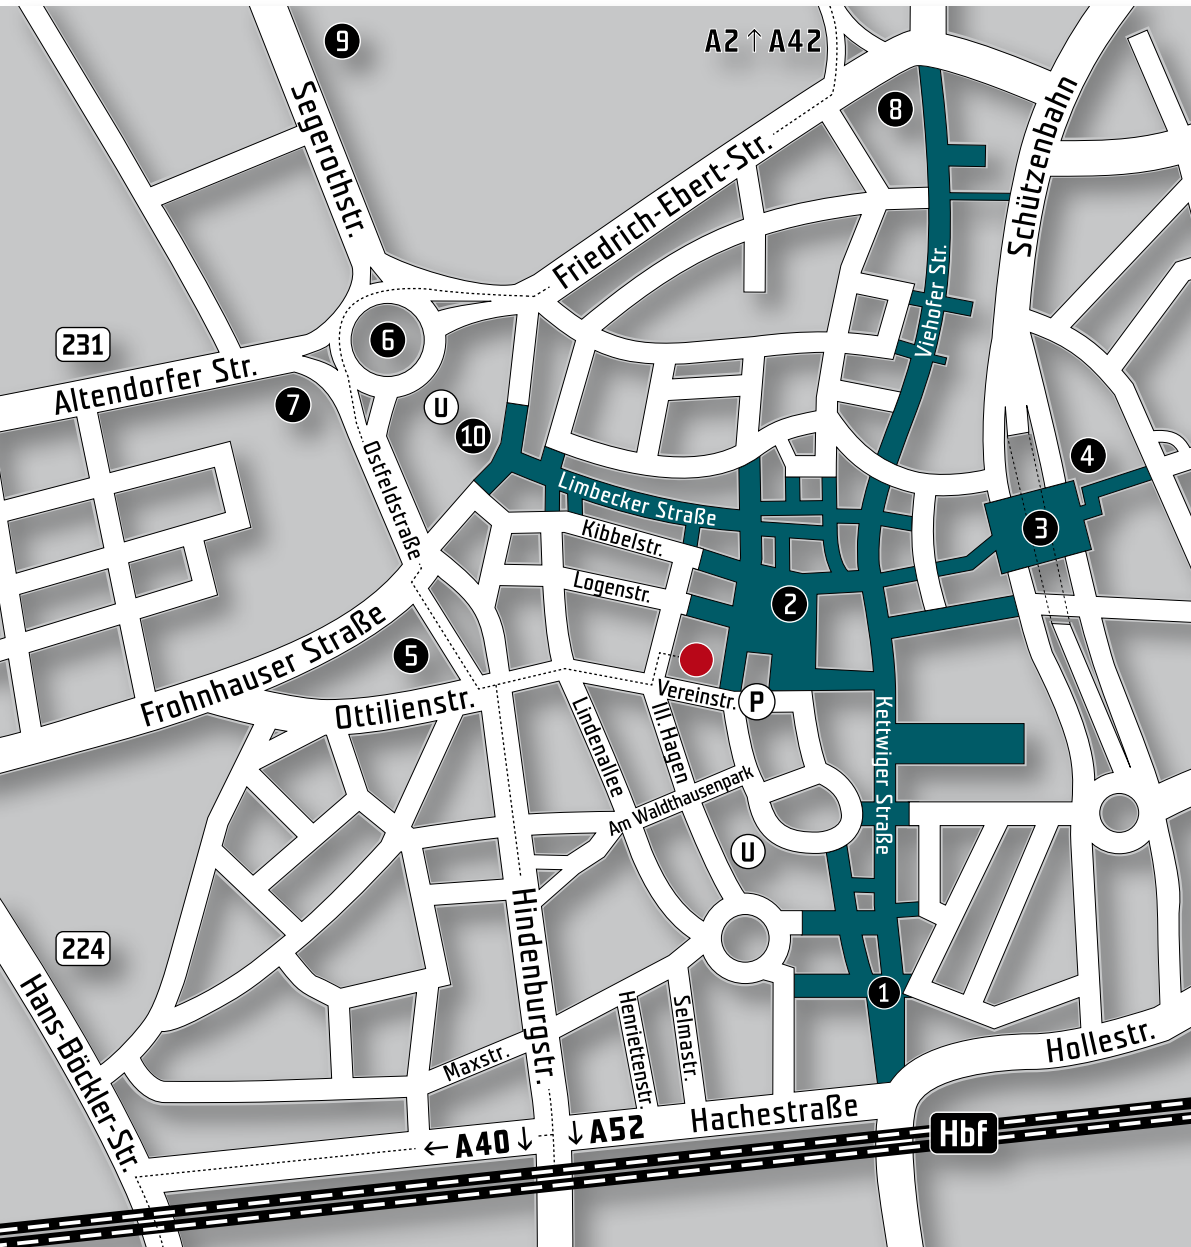 9
A2 ↑ A42
Segerothstr.
8
Schützenbahn
Friedrich-Ebert-Str.
Viehofer Str.
231
6
Altendorfer Str.
7
U
10
Ostfeldstraße
4
Limbecker Straße
3
Kibbelstr.
Logenstr.
2
5
Frohnhauser Straße
Ottilienstr.
Vereinstr.
P
Lindenallee
III. Hagen
Kettwiger Straße
Am Waldthausenpark
U
Hindenburgstr.
224
Hans-Böckler-Str.
1
Henriettenstr.
Selmastr.
Maxstr.
Hollestr.
Hachestraße
← A40 ↓
↓ A52
Hbf